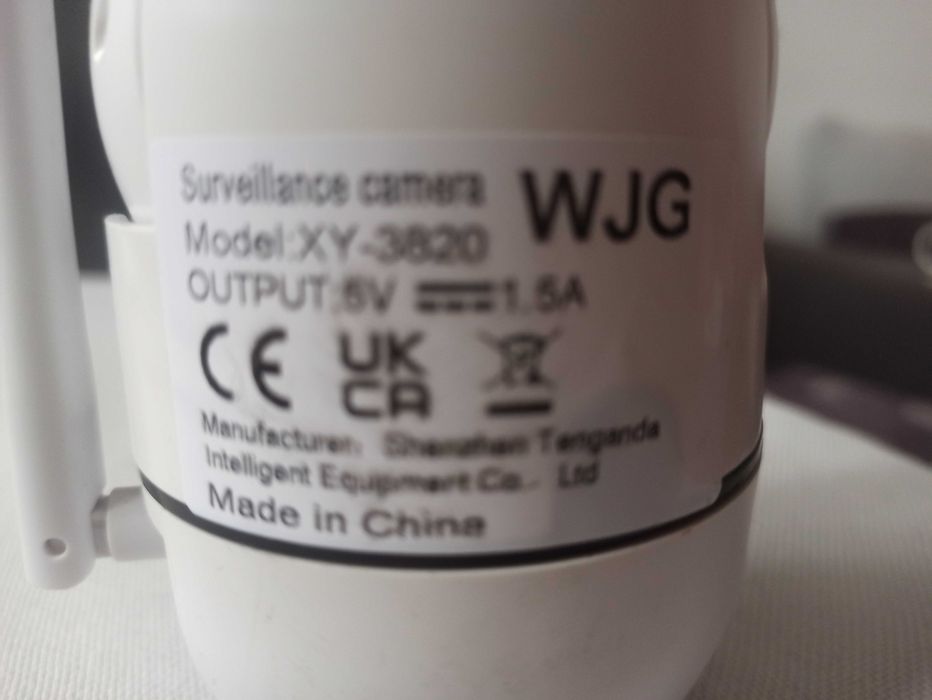 Surveillance camera WJG
Model:XY-3820
OUTPUT:5V 1.5A
CE UK CA
Manufacturer: Shenzhen Tenganda
Intelligent Equipment Co., Ltd
Made in China